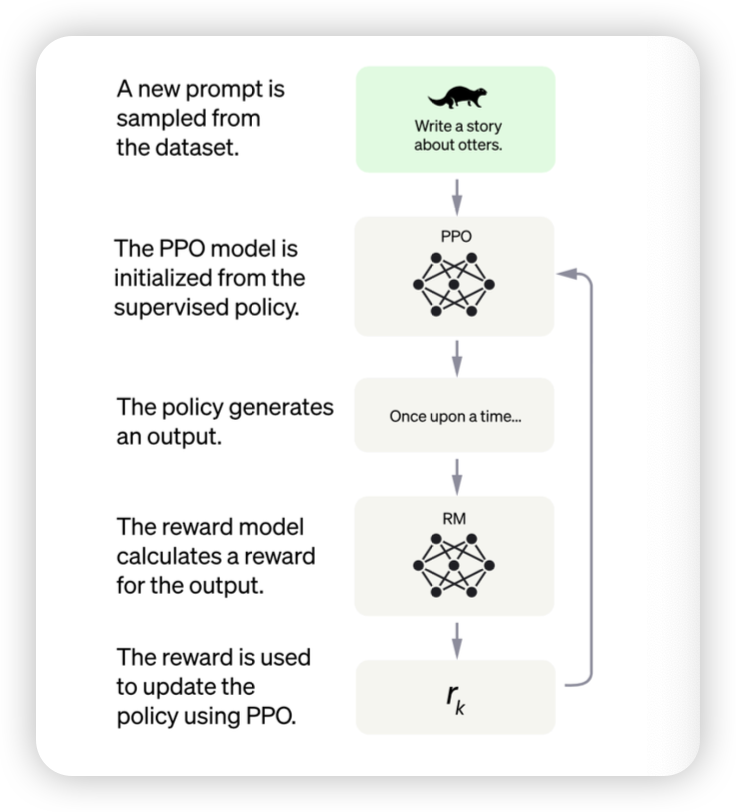 A new prompt is
sampled from
the dataset.
Write a story
about otters.
The PPO model is
initialized from the
supervised policy.
PPO
The policy generates
an output.
Once upon a time...
The reward model
calculates a reward
for the output.
RM
The reward is used
to update the
policy using PPO.
r_k